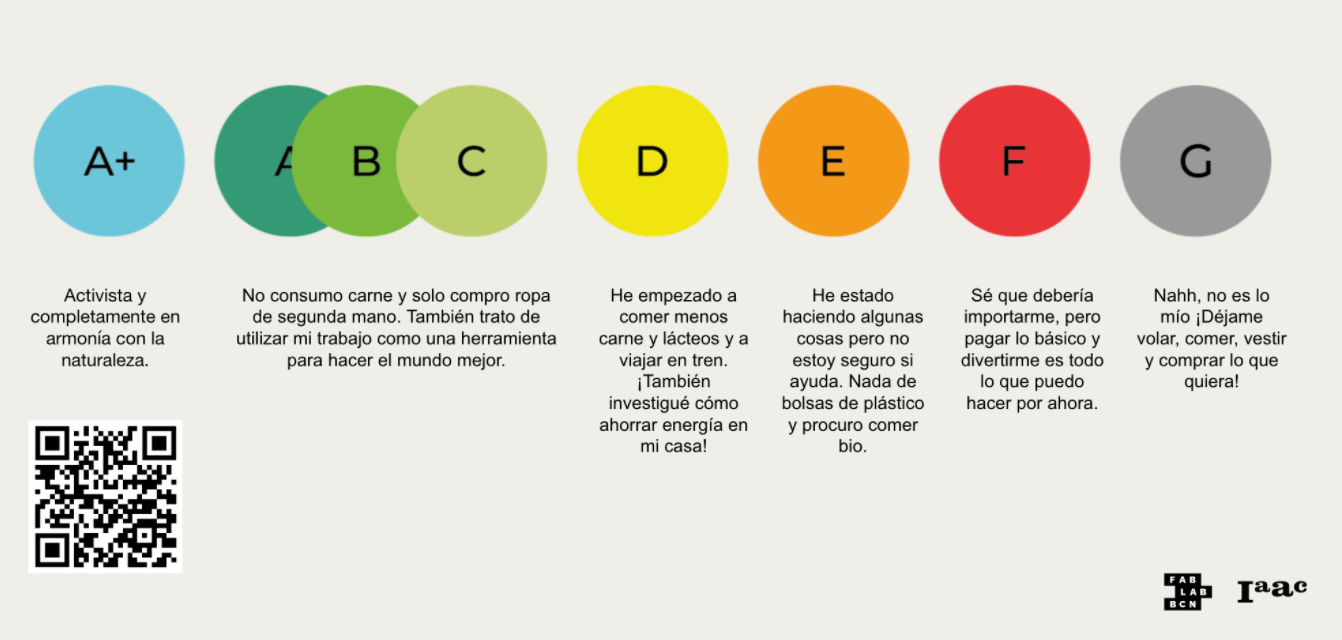 A+
A
B
C
D
E
F
G
Activista y
completamente en
armonía con la
naturaleza.
No consumo carne y solo compro ropa
de segunda mano. También trato de
utilizar mi trabajo como una herramienta
para hacer el mundo mejor.
He empezado a
comer menos
carne y lácteos y a
viajar en tren.
¡También
investigué cómo
ahorrar energía en
mi casa!
He estado
haciendo algunas
cosas pero no
estoy seguro si
ayuda. Nada de
bolsas de plástico
y procuro comer
bio.
Sé que debería
importarme, pero
pagar lo básico y
divertirme es todo
lo que puedo
hacer por ahora.
Nahh, no es lo
mío ¡Déjame
volar, comer, vestir
y comprar lo que
quiera!
FAB
LAB
BCN
Iaac